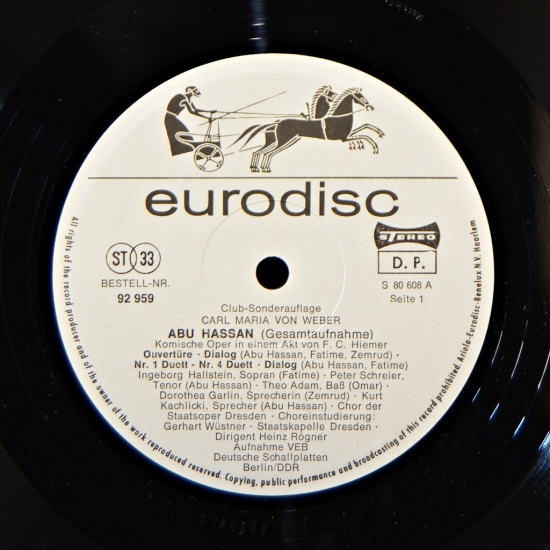 eurodisc
ST 33
STEREO
D. P.
BESTELL-NR.
92 959
S 80 608 A
Seite 1
Club-Sonderauflage
CARL MARIA VON WEBER
ABU HASSAN (Gesamtaufnahme)
Komische Oper in einem Akt von F. C. Hiemer
Ouvertüre · Dialog (Abu Hassan, Fatime, Zemrud) ·
Nr. 1 Duett - Nr. 4 Duett · Dialog (Abu Hassan, Fatime)
Ingeborg Hallstein, Sopran (Fatime) · Peter Schreier,
Tenor (Abu Hassan) · Theo Adam, Baß (Omar) ·
Dorothea Garlin, Sprecherin (Zemrud) · Kurt
Kachlicki, Sprecher (Abu Hassan) · Chor der
Staatsoper Dresden · Choreinstudierung:
Gerhart Wüstner · Staatskapelle Dresden ·
Dirigent Heinz Rögner
Aufnahme VEB
Deutsche Schallplatten
Berlin/DDR
All rights of the record producer and of the owner of the work reproduced reserved. Copying, public performance and broadcasting of this record prohibited. Ariola-Eurodisc-Benelux N.V. Haarlem